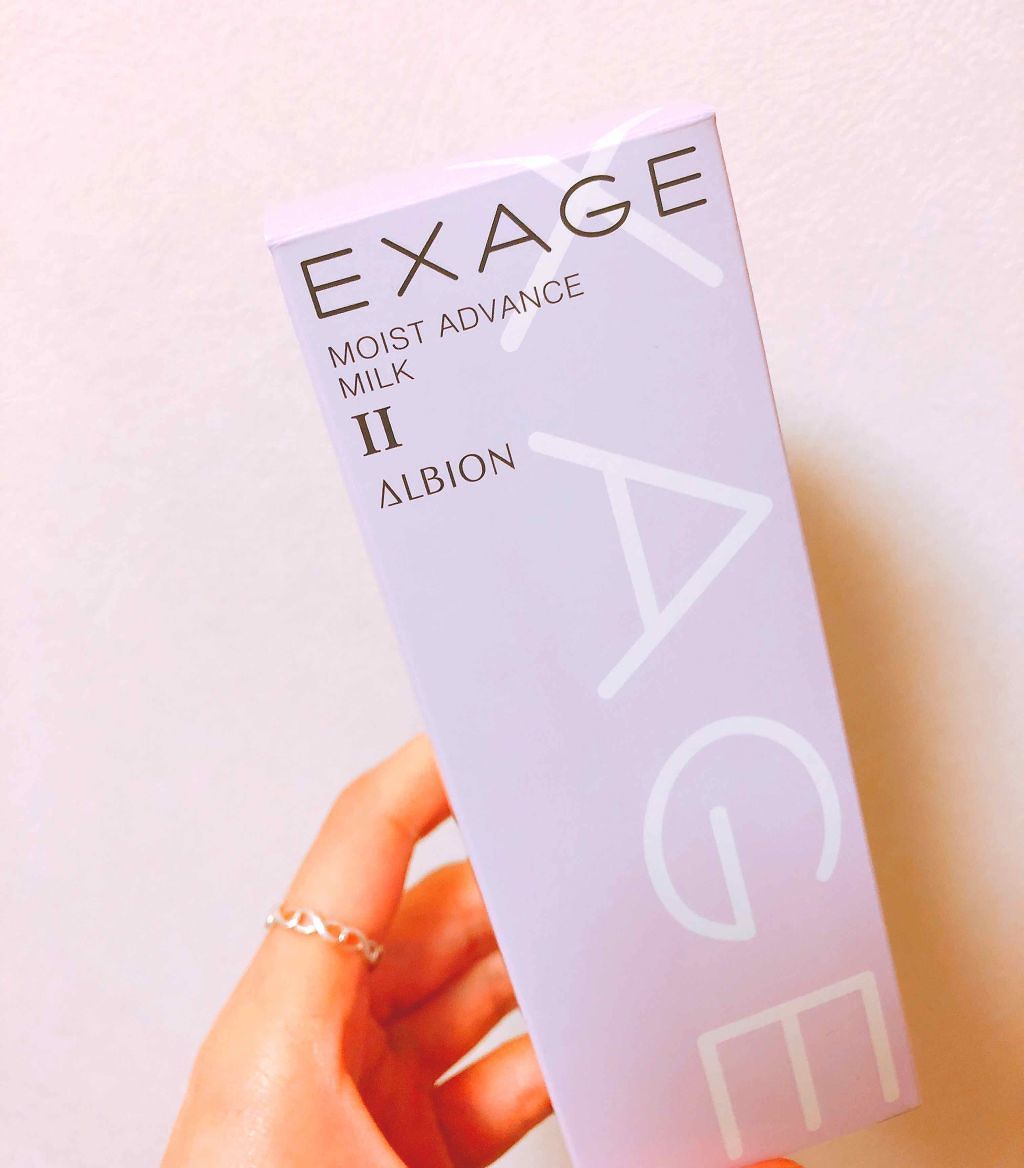 EXAGE
MOIST ADVANCE
MILK
II
ALBION
XAGE